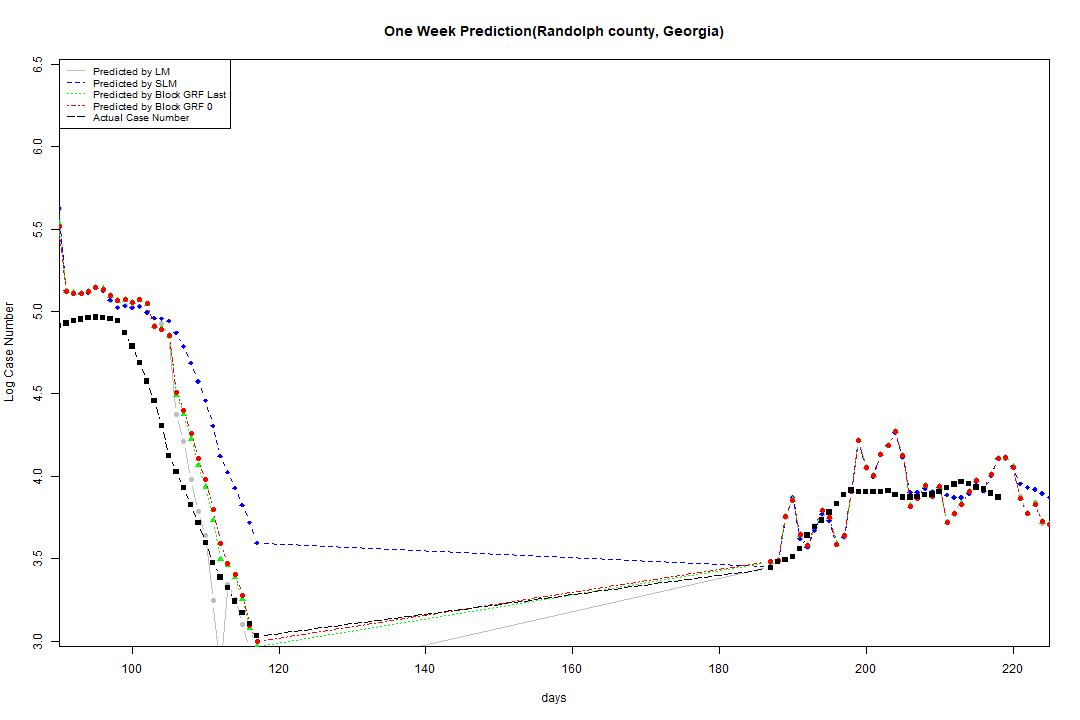 One Week Prediction(Randolph county, Georgia)
6.5
6.0
5.5
5.0
4.5
4.0
3.5
3.0
Log Case Number
Predicted by LM
Predicted by SLM
Predicted by Block GRF Last
Predicted by Block GRF 0
Actual Case Number
100 120 140 160 180 200 220
days